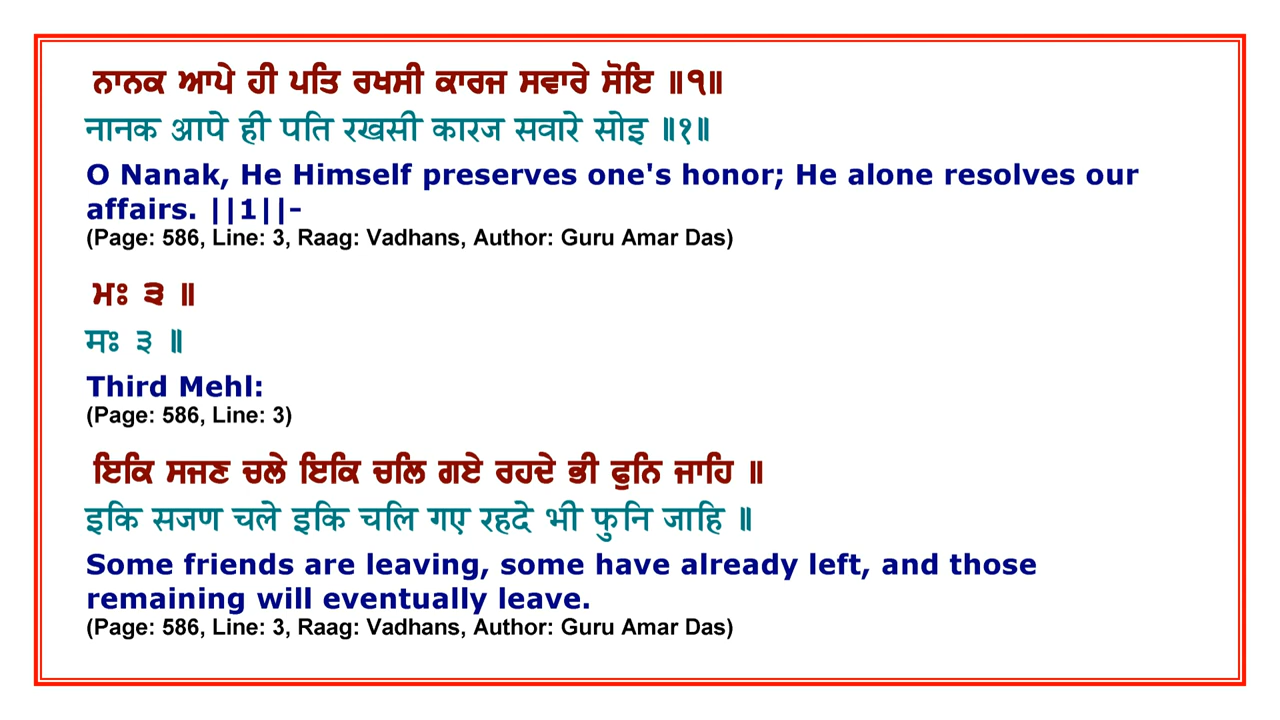 ਨਾਨਕ ਆਪੇ ਹੀ ਪਤਿ ਰਖਸੀ ਕਾਰਜ ਸਵਾਰੇ ਸੋਇ ॥੧॥
नानक आपे ही पति रखसी कारज सवारे सोइ ॥१॥
O Nanak, He Himself preserves one's honor; He alone resolves our
affairs. ||1||-
(Page: 586, Line: 3, Raag: Vadhans, Author: Guru Amar Das)
ਮਃ ੩ ॥
मः ३ ॥
Third Mehl:
(Page: 586, Line: 3)
ਇਕਿ ਸਜਣ ਚਲੇ ਇਕਿ ਚਲਿ ਗਏ ਰਹਦੇ ਭੀ ਫੁਨਿ ਜਾਹਿ ॥
इकि सजण चले इकि चलि गए रहदे भी फुनि जाहि ॥
Some friends are leaving, some have already left, and those
remaining will eventually leave.
(Page: 586, Line: 3, Raag: Vadhans, Author: Guru Amar Das)